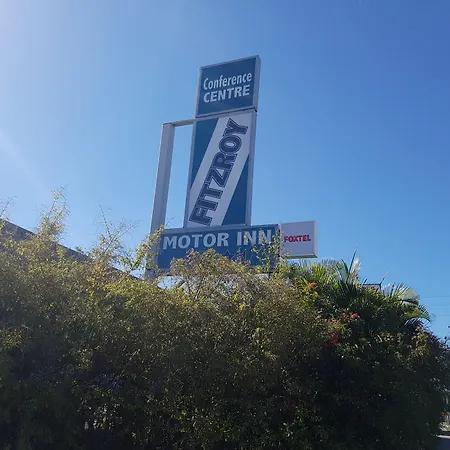 Conference
CENTRE
FITZROY
MOTOR INN
FOXTEL